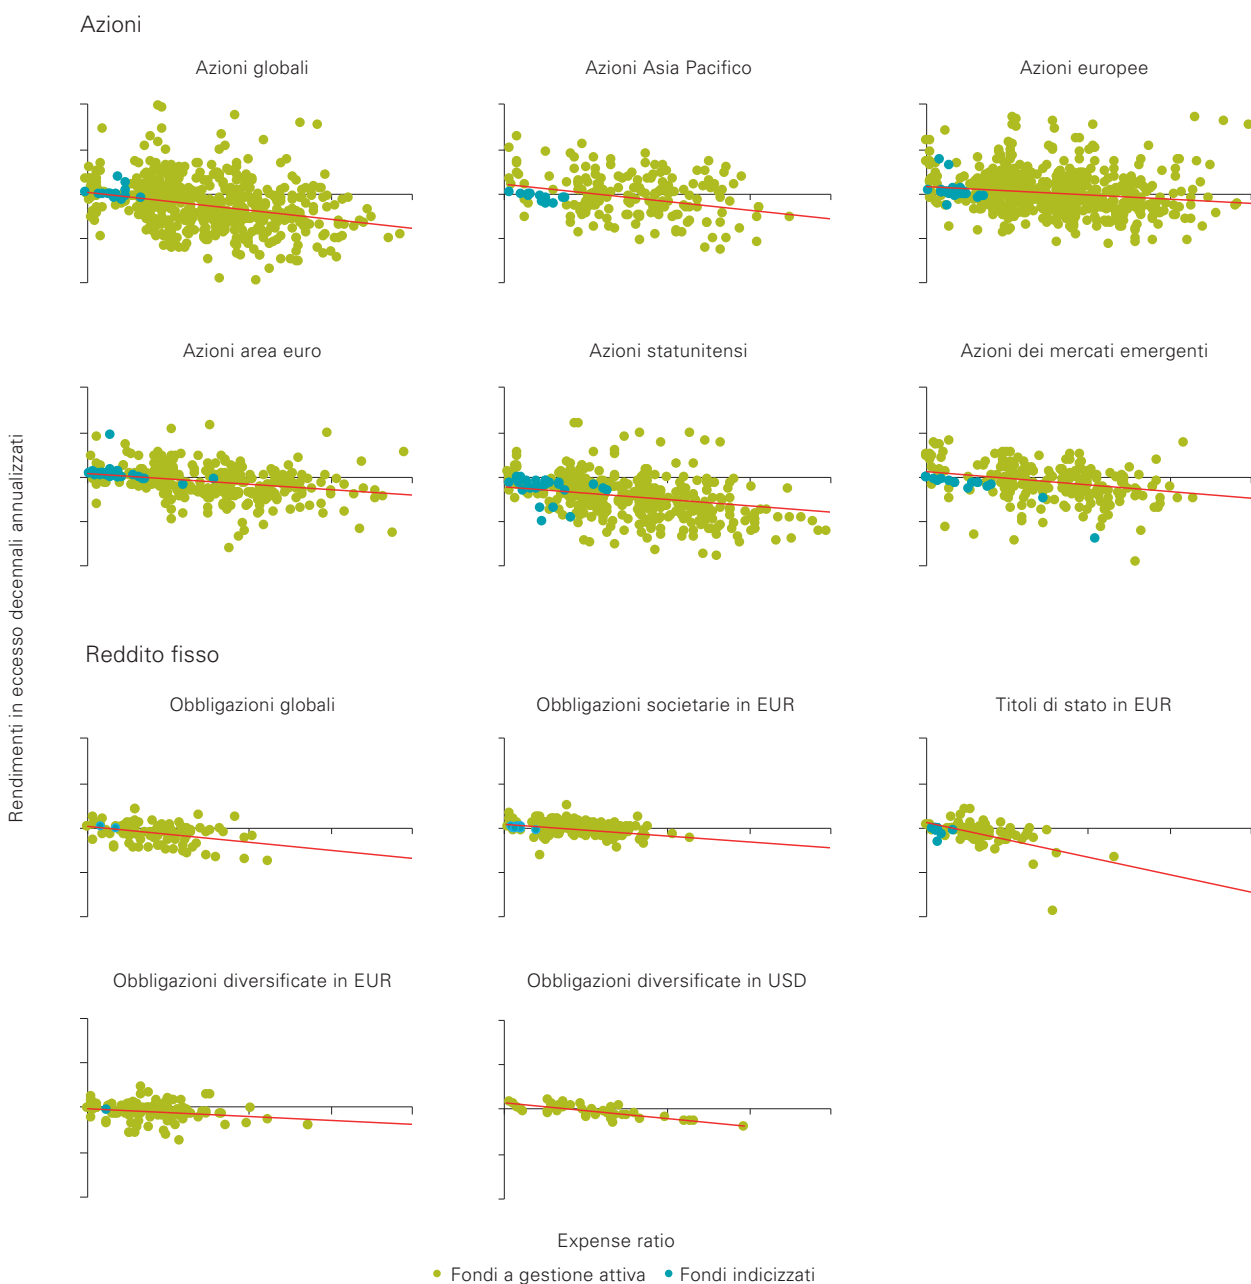 Azioni
Azioni globali
Azioni Asia Pacifico
Azioni europee
Azioni area euro
Azioni statunitensi
Azioni dei mercati emergenti
Rendimenti in eccesso decennali annualizzati
Reddito fisso
Obbligazioni globali
Obbligazioni societarie in EUR
Titoli di stato in EUR
Obbligazioni diversificate in EUR
Obbligazioni diversificate in USD
Expense ratio
Fondi a gestione attiva
Fondi indicizzati